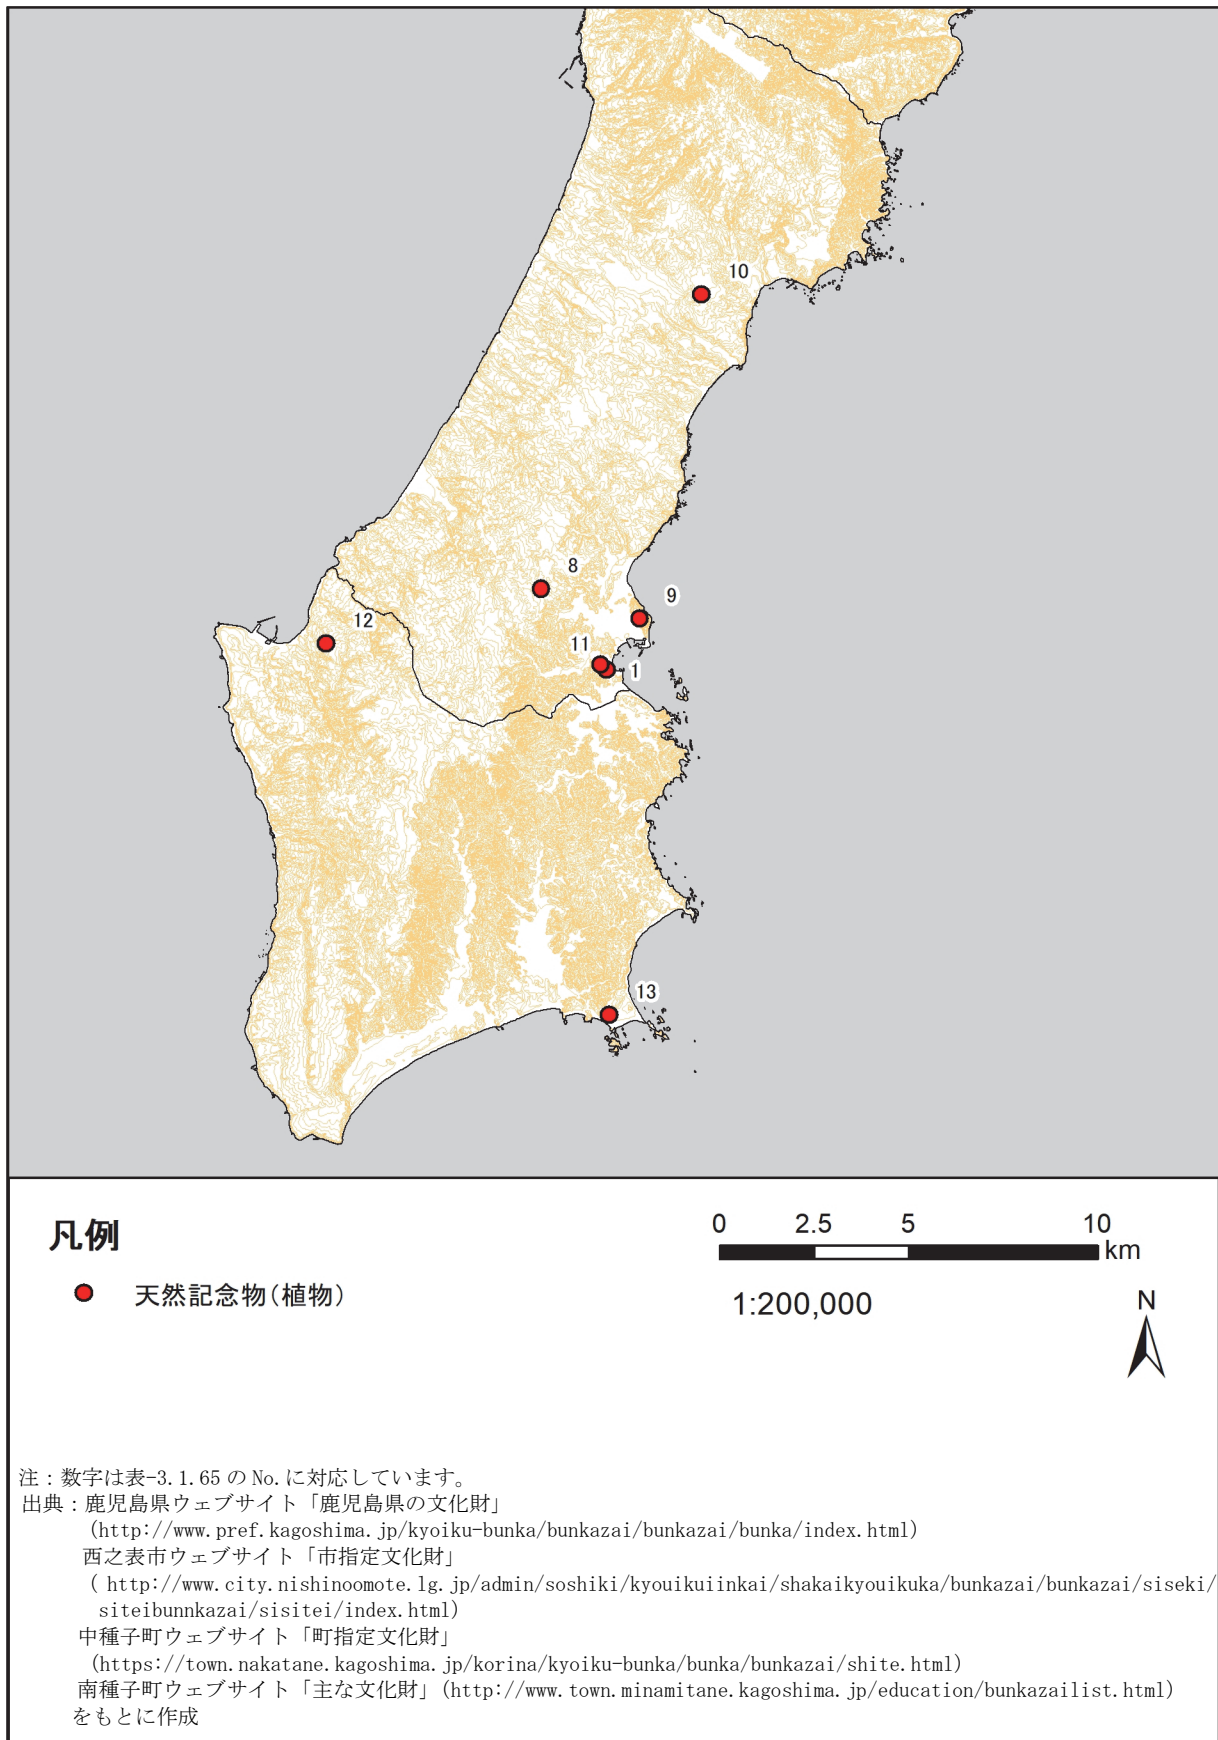 10
8
9
12
11
1
13
凡例
天然記念物（植物）
0 2.5 5 10
km
1:200,000
N
注：数字は表-3.1.65 の No.に対応しています。
出典：鹿児島県ウェブサイト「鹿児島県の文化財」
(http://www.pref.kagoshima.jp/kyoiku-bunka/bunkazai/bunkazai/bunka/index.html)
西之表市ウェブサイト「市指定文化財」
( http://www.city.nishinoomote.lg.jp/admin/soshiki/kyouikuiinkai/shakaikyouikuka/bunkazai/bunkazai/siseki/
siteibunnkazai/sisitei/index.html)
中種子町ウェブサイト「町指定文化財」
(https://town.nakatane.kagoshima.jp/korina/kyoiku-bunka/bunka/bunkazai/shite.html)
南種子町ウェブサイト「主な文化財」(http://www.town.minamitane.kagoshima.jp/education/bunkazailist.html)
をもとに作成